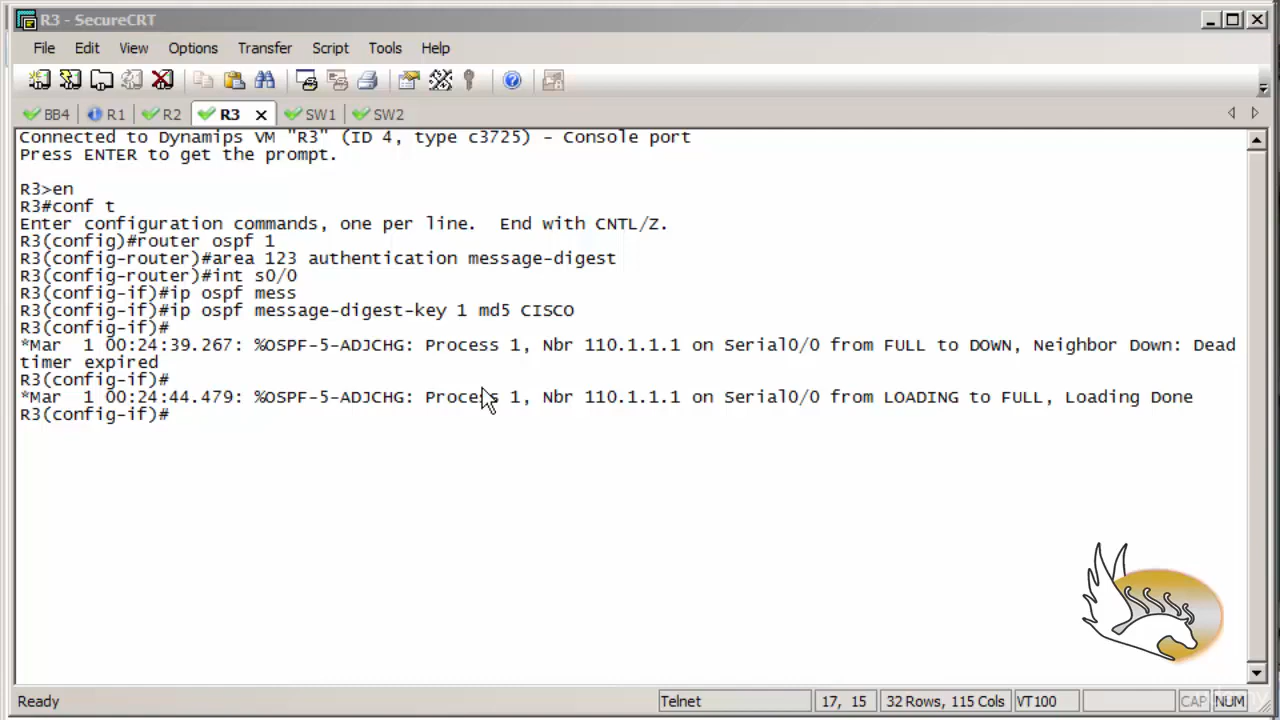 R3 - SecureCRT
File Edit View Options Transfer Script Tools Help
BB4 R1 R2 R3 SW1 SW2
Connected to Dynamips VM "R3" (ID 4, type c3725) - Console port
Press ENTER to get the prompt.
R3>en
R3#conf t
Enter configuration commands, one per line.  End with CNTL/Z.
R3(config)#router ospf 1
R3(config-router)#area 123 authentication message-digest
R3(config-router)#int s0/0
R3(config-if)#ip ospf mess
R3(config-if)#ip ospf message-digest-key 1 md5 CISCO
R3(config-if)#
*Mar  1 00:24:39.267: %OSPF-5-ADJCHG: Process 1, Nbr 110.1.1.1 on Serial0/0 from FULL to DOWN, Neighbor Down: Dead
timer expired
R3(config-if)#
*Mar  1 00:24:44.479: %OSPF-5-ADJCHG: Process 1, Nbr 110.1.1.1 on Serial0/0 from LOADING to FULL, Loading Done
R3(config-if)#
Ready Telnet 17, 15 32 Rows, 115 Cols VT100 CAP NUM